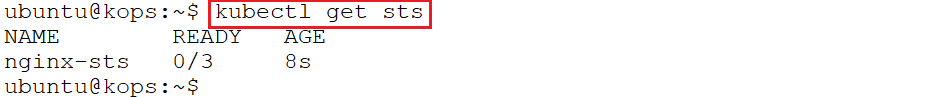 ubuntu@kops:~$ kubectl get sts
NAME        READY   AGE
nginx-sts   0/3     8s
ubuntu@kops:~$